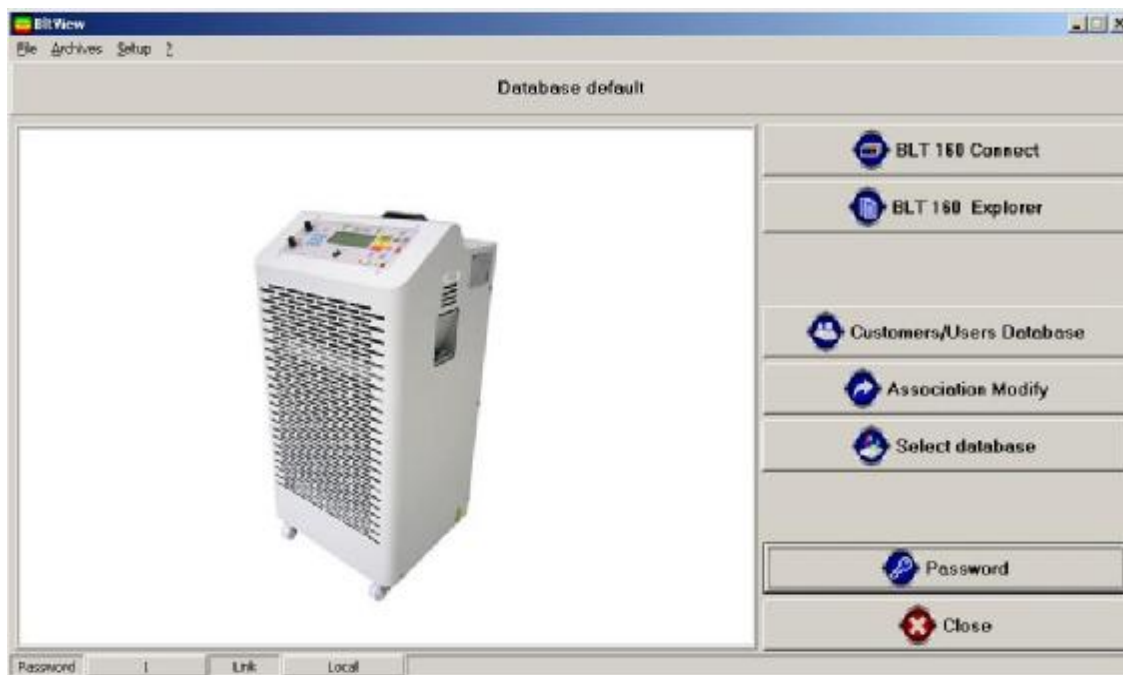 BltView
File Archives Setup ?
Database default
BLT 160 Connect
BLT 160 Explorer
Customers/Users Database
Association Modify
Select database
Password
Close
Password 1 Link Local